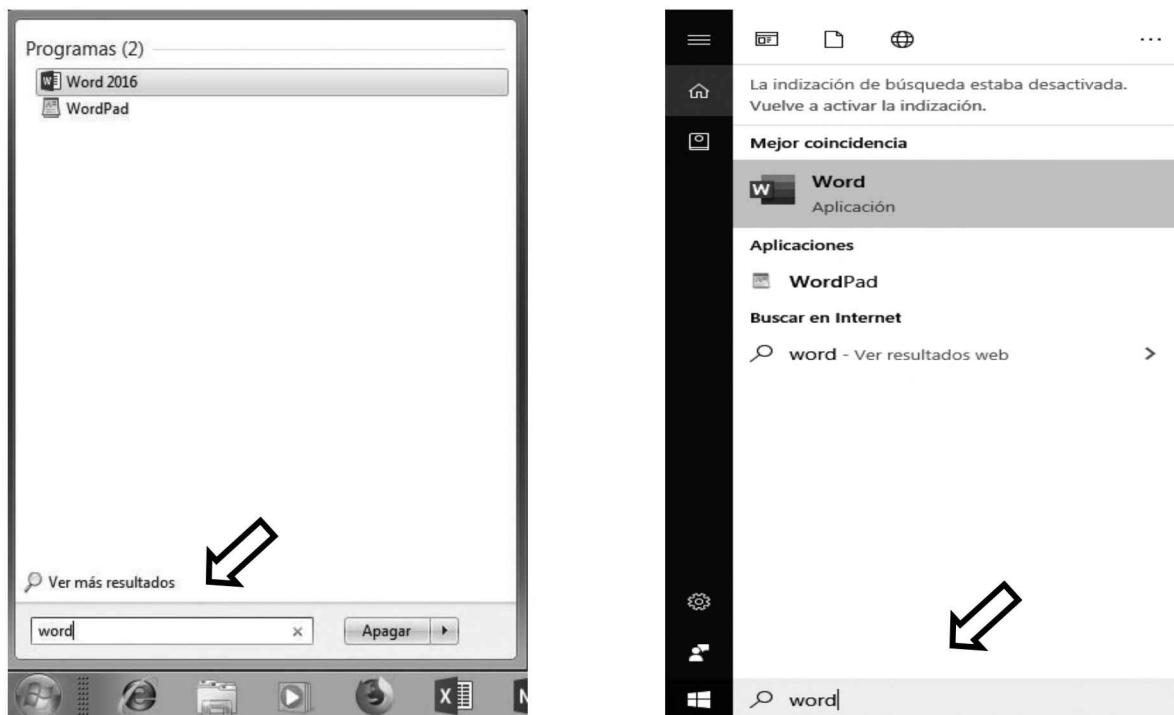 Programas (2)
Word 2016
WordPad
Ver más resultados
word
Apagar
La indización de búsqueda estaba desactivada.
Vuelve a activar la indización.
Mejor coincidencia
Word
Aplicación
Aplicaciones
WordPad
Buscar en Internet
word - Ver resultados web
word